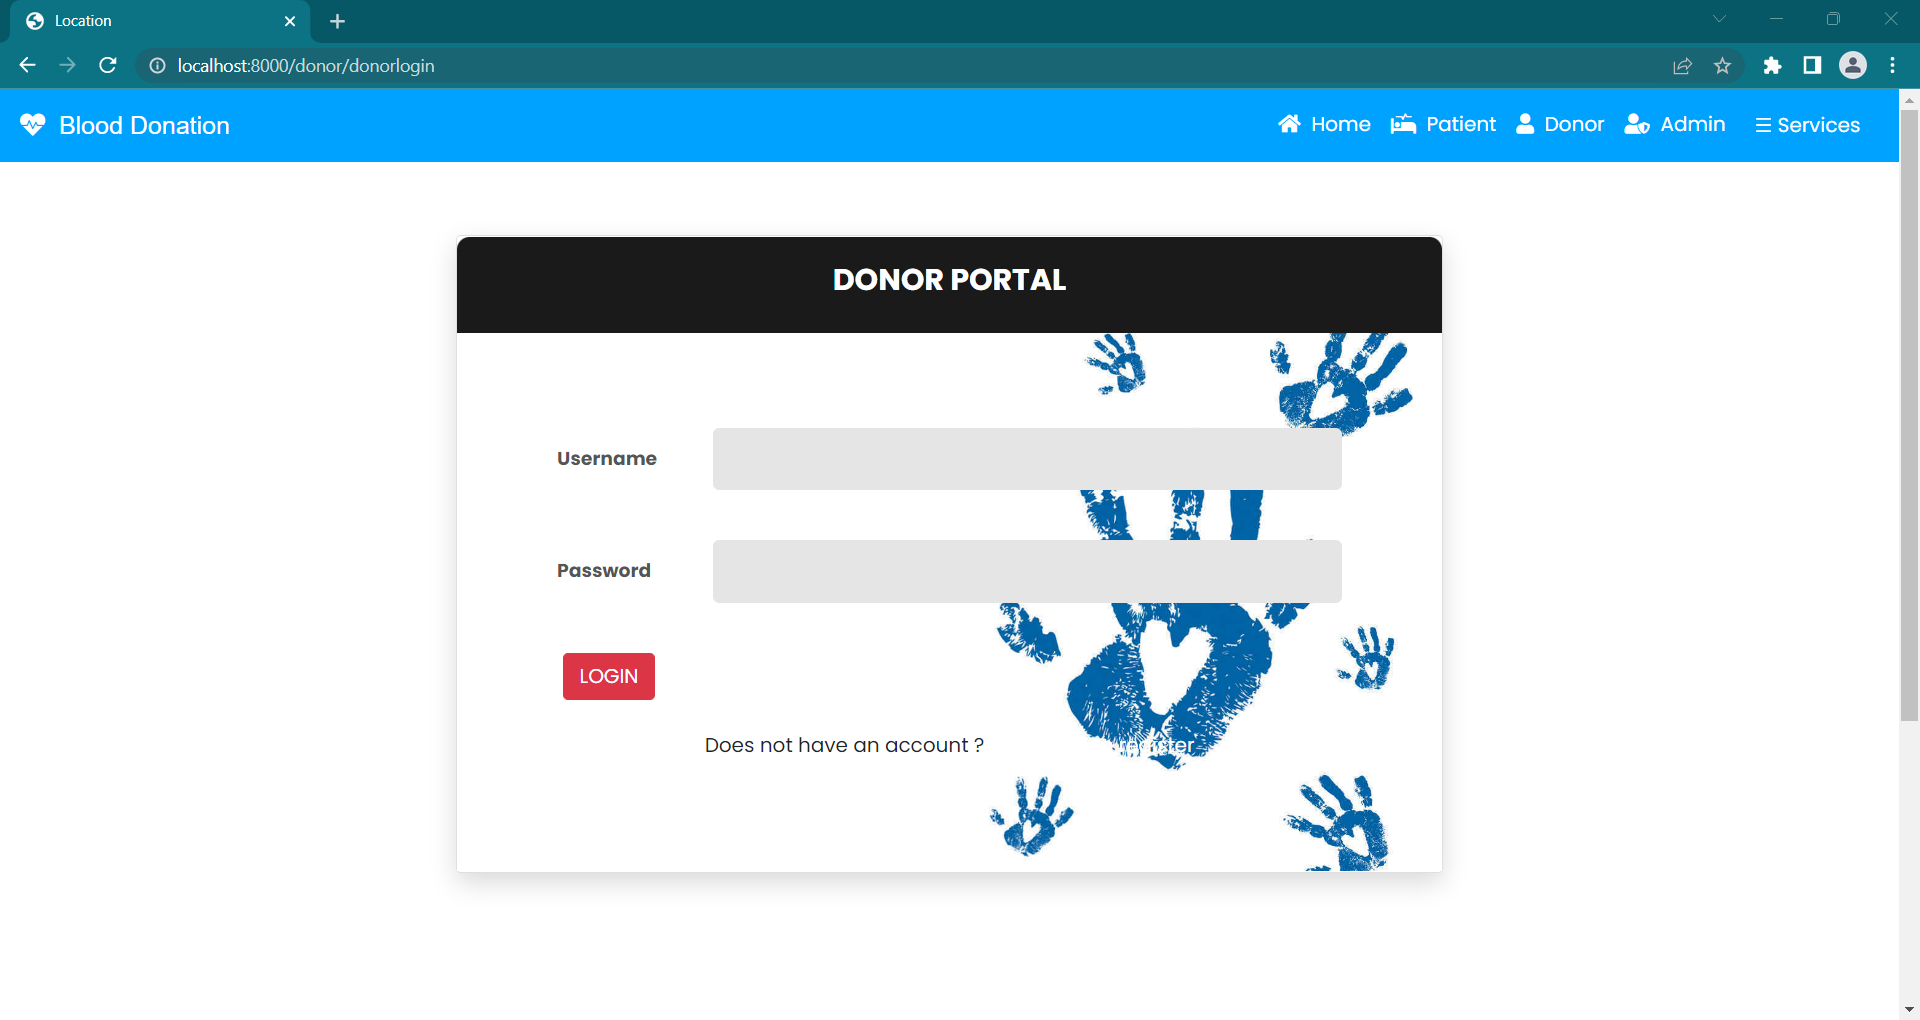 Location
localhost:8000/donor/donorlogin
Blood Donation
Home Patient Donor Admin Services
DONOR PORTAL
Username
Password
LOGIN
Does not have an account ? register